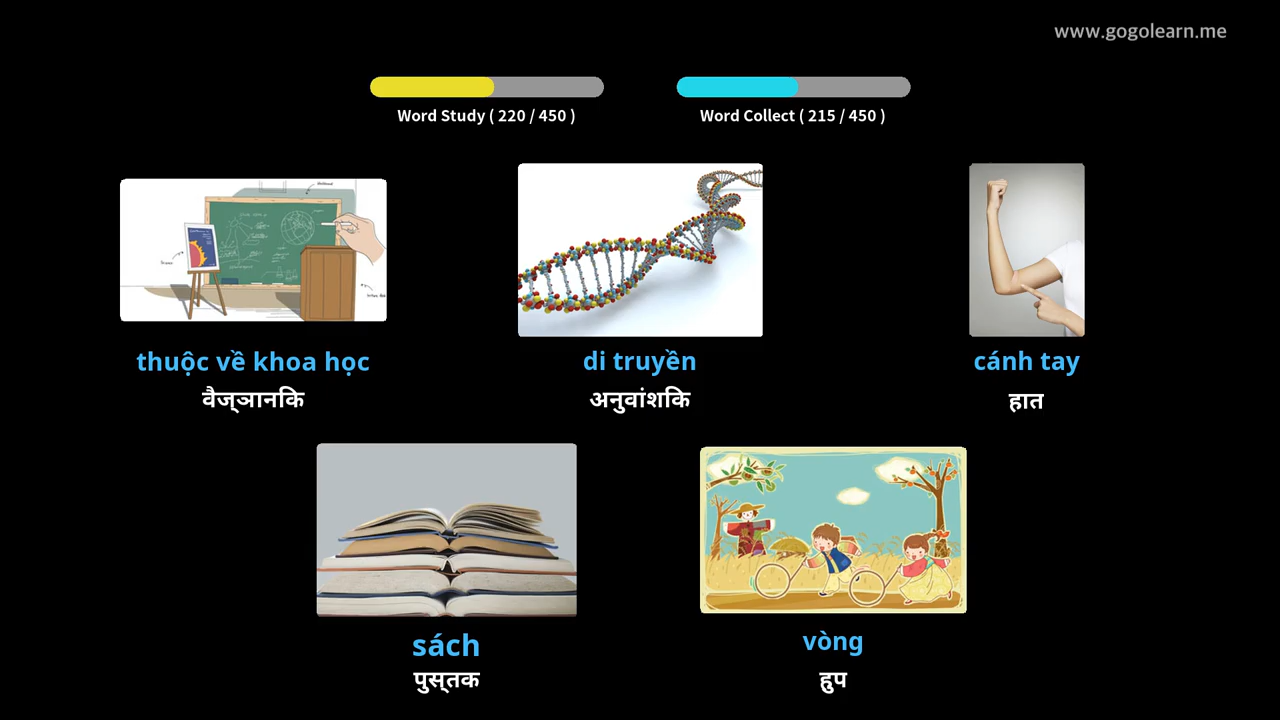 www.gogolearn.me
Word Study ( 220 / 450 )
Word Collect ( 215 / 450 )
thuộc về khoa học
वैज्ञानिक
di truyền
अनुवांशिक
cánh tay
हात
sách
पुस्तक
vòng
हुप